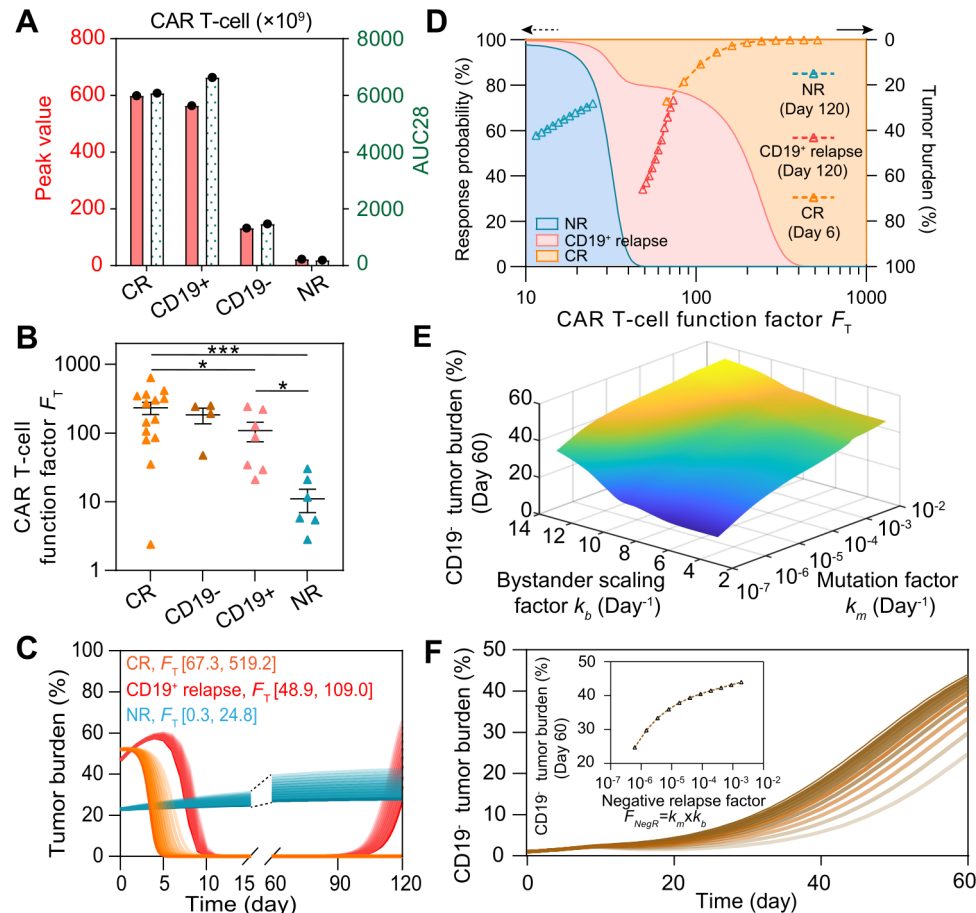 A
CAR T-cell (×10⁹)
Peak value
800
600
400
200
0
8000
6000
4000
2000
0
AUC28
CR
CD19+
CD19-
NR
B
CAR T-cell
function factor F_T
1000
100
10
1
***
*
*
CR
CD19-
CD19+
NR
C
Tumor burden (%)
100
80
60
40
20
0
CR, F_T [67.3, 519.2]
CD19⁺ relapse, F_T [48.9, 109.0]
NR, F_T [0.3, 24.8]
0
5
10
15
60
90
120
Time (day)
D
Response probability (%)
100
80
60
40
20
0
NR
(Day 120)
CD19⁺ relapse
(Day 120)
CR
(Day 6)
NR
CD19⁺ relapse
CR
0
20
40
60
80
100
Tumor burden
(%)
10
100
1000
CAR T-cell function factor F_T
E
CD19⁻ tumor burden (%)
(Day 60)
60
40
20
0
14
12
10
8
6
4
2
10⁻⁷
10⁻⁶
10⁻⁵
10⁻⁴
10⁻³
10⁻²
Bystander scaling
factor k_b (Day⁻¹)
Mutation factor
k_m (Day⁻¹)
F
CD19⁻ tumor burden (%)
50
40
30
20
10
0
CD19⁻ tumor burden (%)
(Day 60)
50
40
30
20
10⁻⁷
10⁻⁶
10⁻⁵
10⁻⁴
10⁻³
10⁻²
Negative relapse factor
F_NegR=k_m x k_b
0
20
40
60
Time (day)